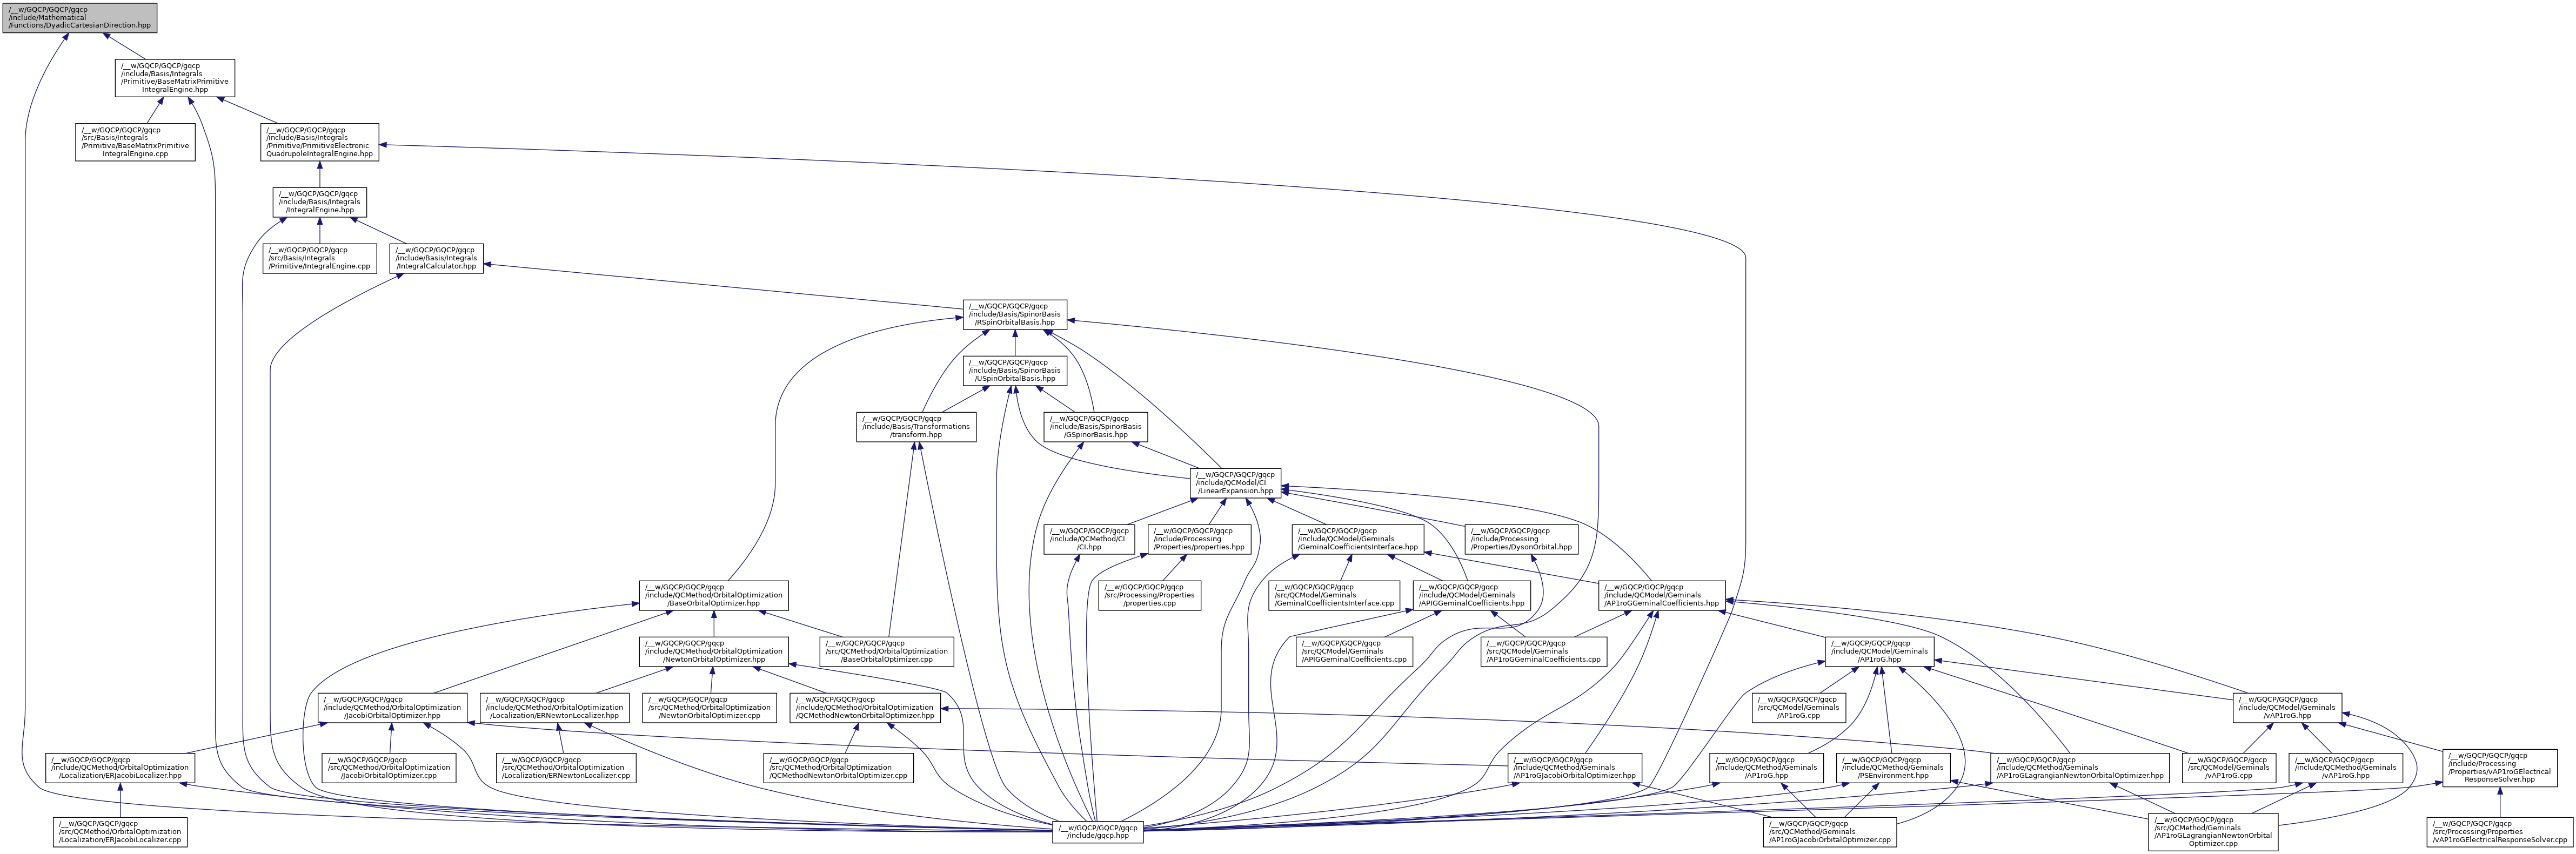 /__w/GQCP/GQCP/gqcp
/include/Mathematical
/Functions/DyadicCartesianDirection.hpp
/__w/GQCP/GQCP/gqcp
/include/Basis/Integrals
/Primitive/BaseMatrixPrimitive
IntegralEngine.hpp
/__w/GQCP/GQCP/gqcp
/src/Basis/Integrals
/Primitive/BaseMatrixPrimitive
IntegralEngine.cpp
/__w/GQCP/GQCP/gqcp
/include/Basis/Integrals
/Primitive/PrimitiveElectronic
QuadrupoleIntegralEngine.hpp
/__w/GQCP/GQCP/gqcp
/include/Basis/Integrals
/IntegralEngine.hpp
/__w/GQCP/GQCP/gqcp
/src/Basis/Integrals
/Primitive/IntegralEngine.cpp
/__w/GQCP/GQCP/gqcp
/include/Basis/Integrals
/IntegralCalculator.hpp
/__w/GQCP/GQCP/gqcp
/include/Basis/SpinorBasis
/RSpinOrbitalBasis.hpp
/__w/GQCP/GQCP/gqcp
/include/Basis/SpinorBasis
/USpinOrbitalBasis.hpp
/__w/GQCP/GQCP/gqcp
/include/Basis/Transformations
/transform.hpp
/__w/GQCP/GQCP/gqcp
/include/Basis/SpinorBasis
/GSpinorBasis.hpp
/__w/GQCP/GQCP/gqcp
/include/QCModel/CI
/LinearExpansion.hpp
/__w/GQCP/GQCP/gqcp
/include/QCMethod/CI
/CI.hpp
/__w/GQCP/GQCP/gqcp
/include/Processing
/Properties/properties.hpp
/__w/GQCP/GQCP/gqcp
/include/QCModel/Geminals
/GeminalCoefficientsInterface.hpp
/__w/GQCP/GQCP/gqcp
/include/Processing
/Properties/DysonOrbital.hpp
/__w/GQCP/GQCP/gqcp
/include/QCMethod/OrbitalOptimization
/BaseOrbitalOptimizer.hpp
/__w/GQCP/GQCP/gqcp
/src/Processing/Properties
/properties.cpp
/__w/GQCP/GQCP/gqcp
/src/QCModel/Geminals
/GeminalCoefficientsInterface.cpp
/__w/GQCP/GQCP/gqcp
/include/QCModel/Geminals
/APIGGeminalCoefficients.hpp
/__w/GQCP/GQCP/gqcp
/include/QCModel/Geminals
/AP1roGGeminalCoefficients.hpp
/__w/GQCP/GQCP/gqcp
/include/QCMethod/OrbitalOptimization
/NewtonOrbitalOptimizer.hpp
/__w/GQCP/GQCP/gqcp
/src/QCMethod/OrbitalOptimization
/BaseOrbitalOptimizer.cpp
/__w/GQCP/GQCP/gqcp
/src/QCModel/Geminals
/APIGGeminalCoefficients.cpp
/__w/GQCP/GQCP/gqcp
/src/QCModel/Geminals
/AP1roGGeminalCoefficients.cpp
/__w/GQCP/GQCP/gqcp
/include/QCModel/Geminals
/AP1roG.hpp
/__w/GQCP/GQCP/gqcp
/include/QCMethod/OrbitalOptimization
/JacobiOrbitalOptimizer.hpp
/__w/GQCP/GQCP/gqcp
/include/QCMethod/OrbitalOptimization
/Localization/ERNewtonLocalizer.hpp
/__w/GQCP/GQCP/gqcp
/src/QCMethod/OrbitalOptimization
/NewtonOrbitalOptimizer.cpp
/__w/GQCP/GQCP/gqcp
/include/QCMethod/OrbitalOptimization
/QCMethodNewtonOrbitalOptimizer.hpp
/__w/GQCP/GQCP/gqcp
/src/QCModel/Geminals
/AP1roG.cpp
/__w/GQCP/GQCP/gqcp
/include/QCModel/Geminals
/vAP1roG.hpp
/__w/GQCP/GQCP/gqcp
/include/QCMethod/OrbitalOptimization
/Localization/ERJacobiLocalizer.hpp
/__w/GQCP/GQCP/gqcp
/src/QCMethod/OrbitalOptimization
/JacobiOrbitalOptimizer.cpp
/__w/GQCP/GQCP/gqcp
/src/QCMethod/OrbitalOptimization
/Localization/ERNewtonLocalizer.cpp
/__w/GQCP/GQCP/gqcp
/src/QCMethod/OrbitalOptimization
/QCMethodNewtonOrbitalOptimizer.cpp
/__w/GQCP/GQCP/gqcp
/include/QCMethod/Geminals
/AP1roGJacobiOrbitalOptimizer.hpp
/__w/GQCP/GQCP/gqcp
/include/QCMethod/Geminals
/AP1roG.hpp
/__w/GQCP/GQCP/gqcp
/include/QCMethod/Geminals
/PSEnvironment.hpp
/__w/GQCP/GQCP/gqcp
/include/QCMethod/Geminals
/AP1roGLagrangianNewtonOrbitalOptimizer.hpp
/__w/GQCP/GQCP/gqcp
/src/QCModel/Geminals
/vAP1roG.cpp
/__w/GQCP/GQCP/gqcp
/include/QCMethod/Geminals
/vAP1roG.hpp
/__w/GQCP/GQCP/gqcp
/include/Processing
/Properties/vAP1roGElectrical
ResponseSolver.hpp
/__w/GQCP/GQCP/gqcp
/src/QCMethod/OrbitalOptimization
/Localization/ERJacobiLocalizer.cpp
/__w/GQCP/GQCP/gqcp
/include/gqcp.hpp
/__w/GQCP/GQCP/gqcp
/src/QCMethod/Geminals
/AP1roGJacobiOrbitalOptimizer.cpp
/__w/GQCP/GQCP/gqcp
/src/QCMethod/Geminals
/AP1roGLagrangianNewtonOrbital
Optimizer.cpp
/__w/GQCP/GQCP/gqcp
/src/Processing/Properties
/vAP1roGElectricalResponseSolver.cpp